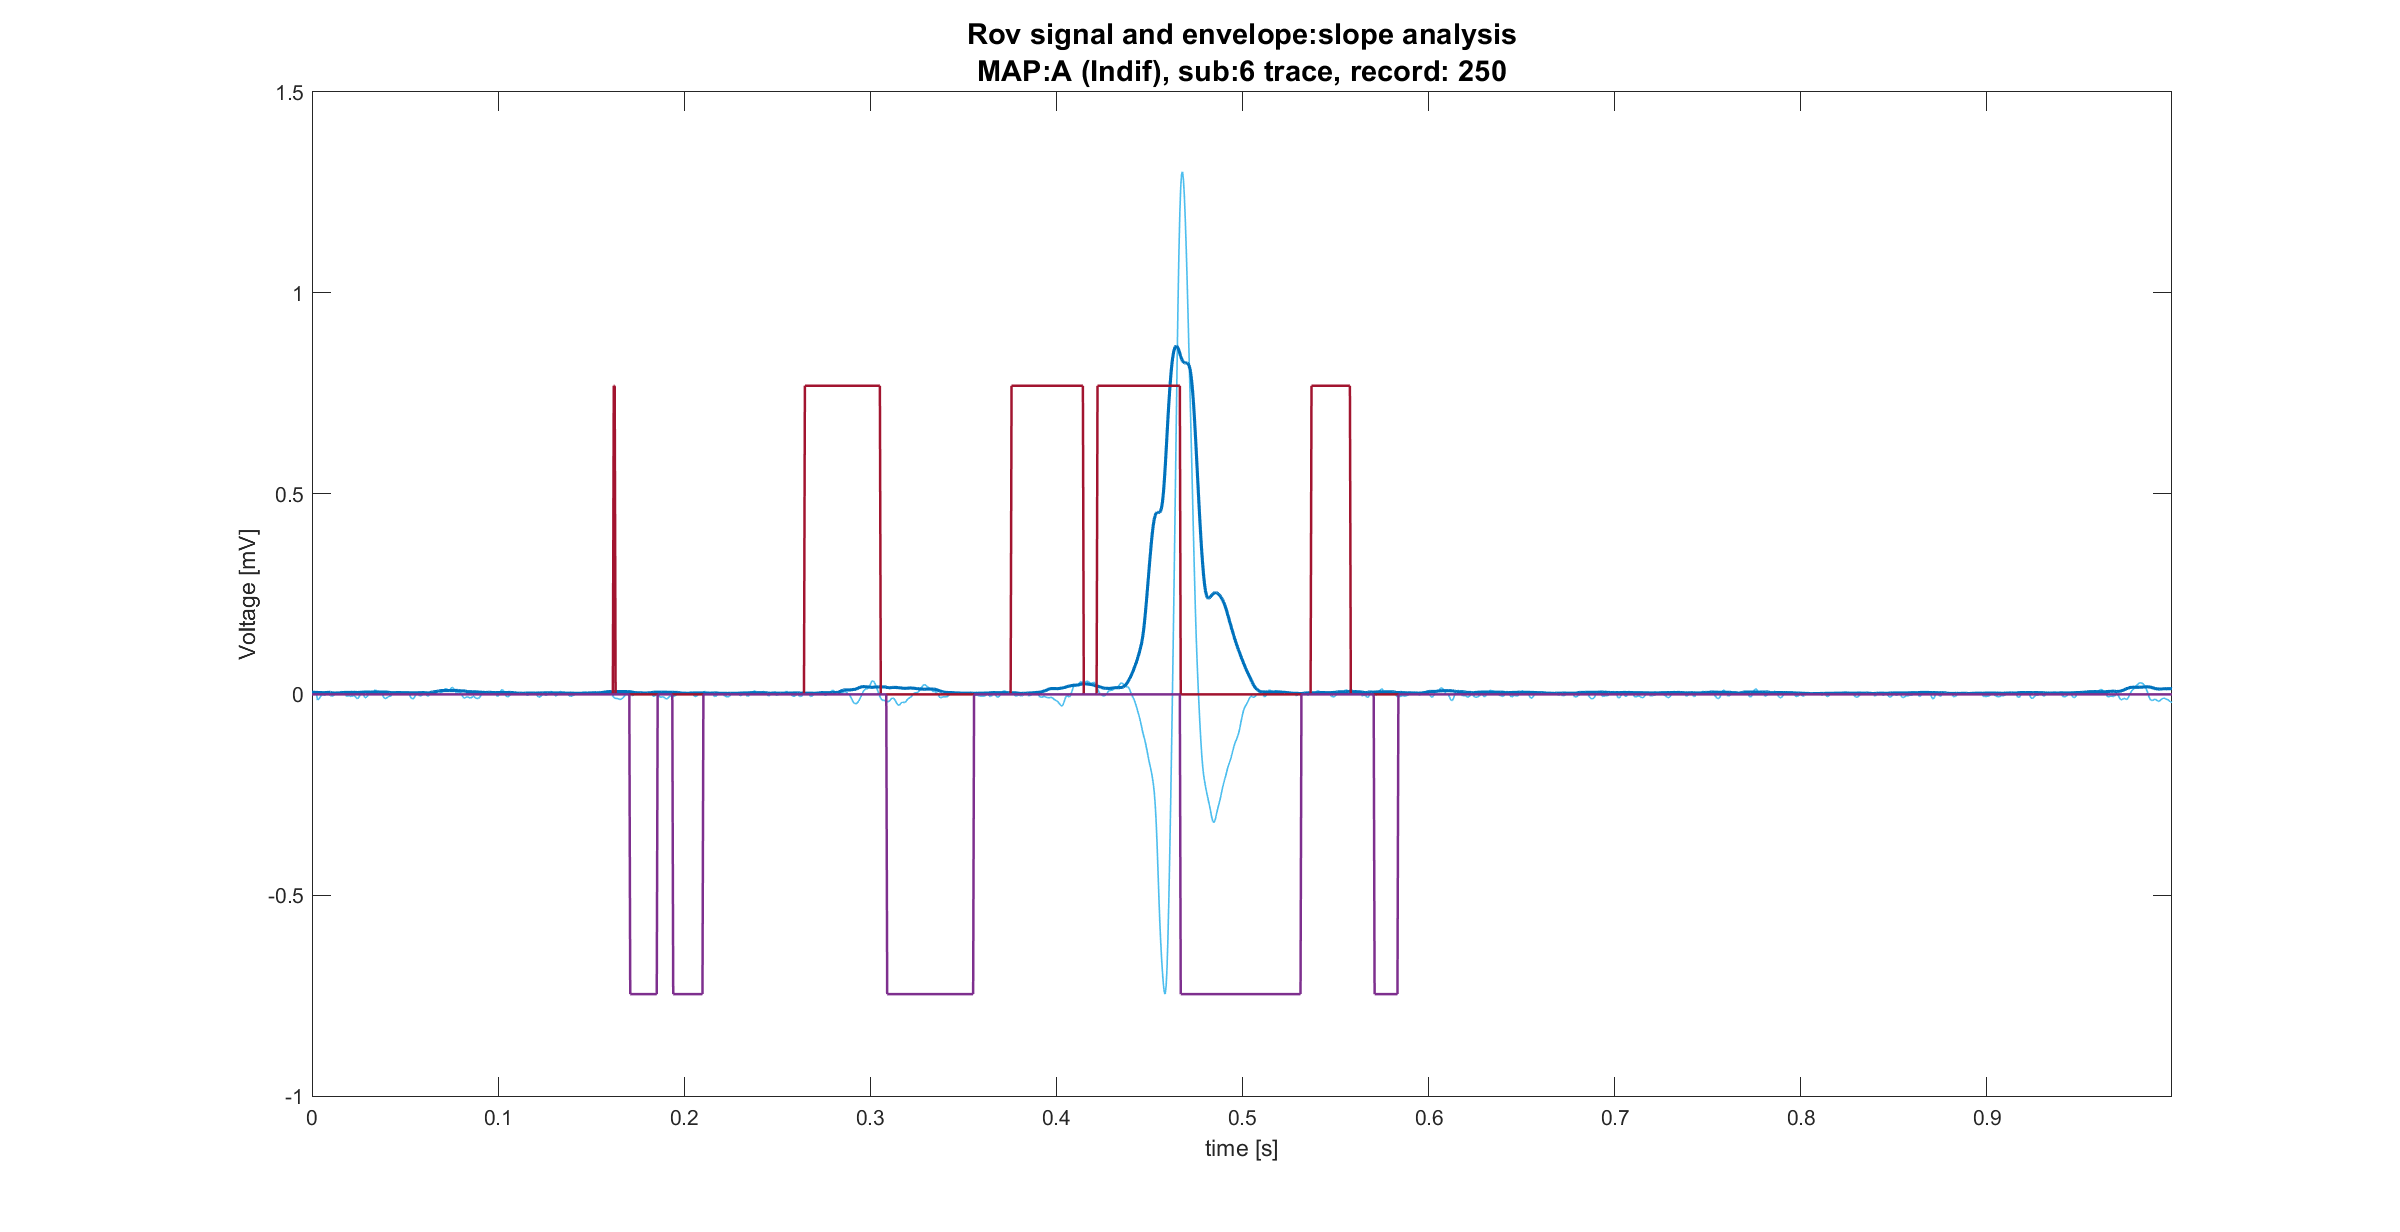 Rov signal and envelope:slope analysis
MAP:A (Indif), sub:6 trace, record: 250
1.5
1
0.5
0
-0.5
-1
Voltage [mV]
0 0.1 0.2 0.3 0.4 0.5 0.6 0.7 0.8 0.9
time [s]